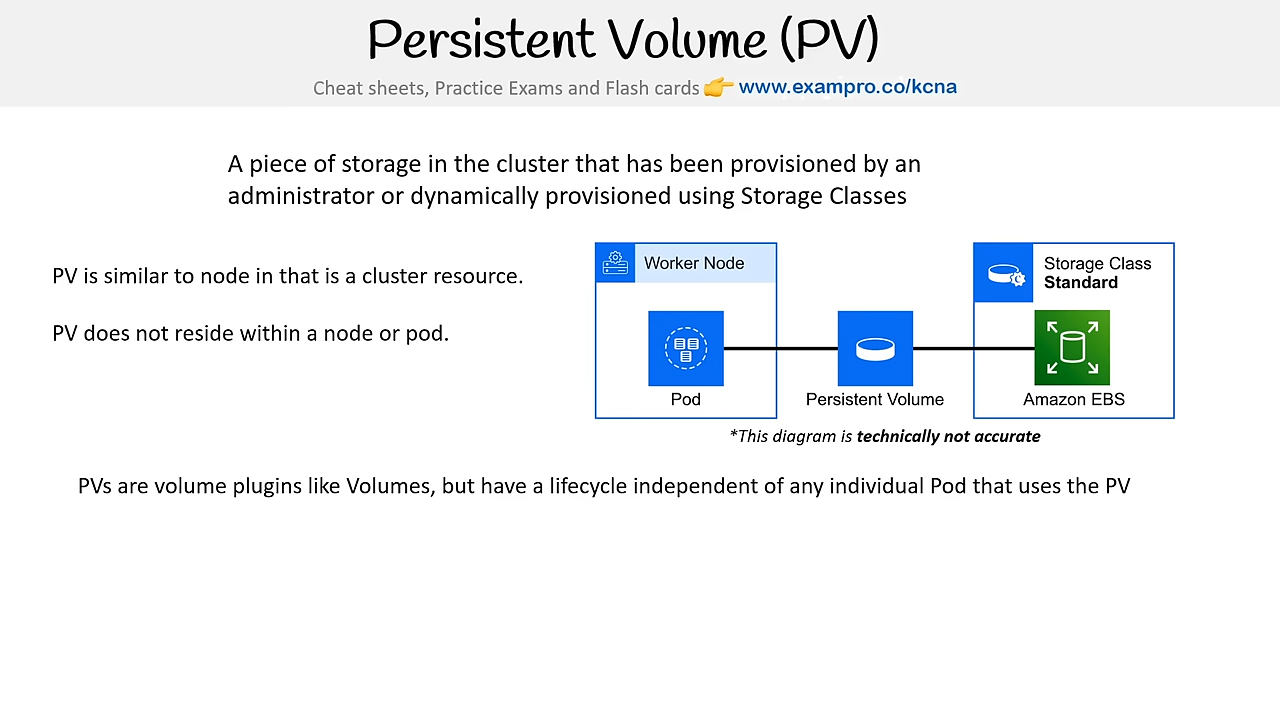 Persistent Volume (PV)
Cheat sheets, Practice Exams and Flash cards 👉 www.exampro.co/kcna
A piece of storage in the cluster that has been provisioned by an
administrator or dynamically provisioned using Storage Classes
PV is similar to node in that is a cluster resource.
PV does not reside within a node or pod.
Worker Node
Pod
Persistent Volume
Storage Class
Standard
Amazon EBS
*This diagram is technically not accurate
PVs are volume plugins like Volumes, but have a lifecycle independent of any individual Pod that uses the PV